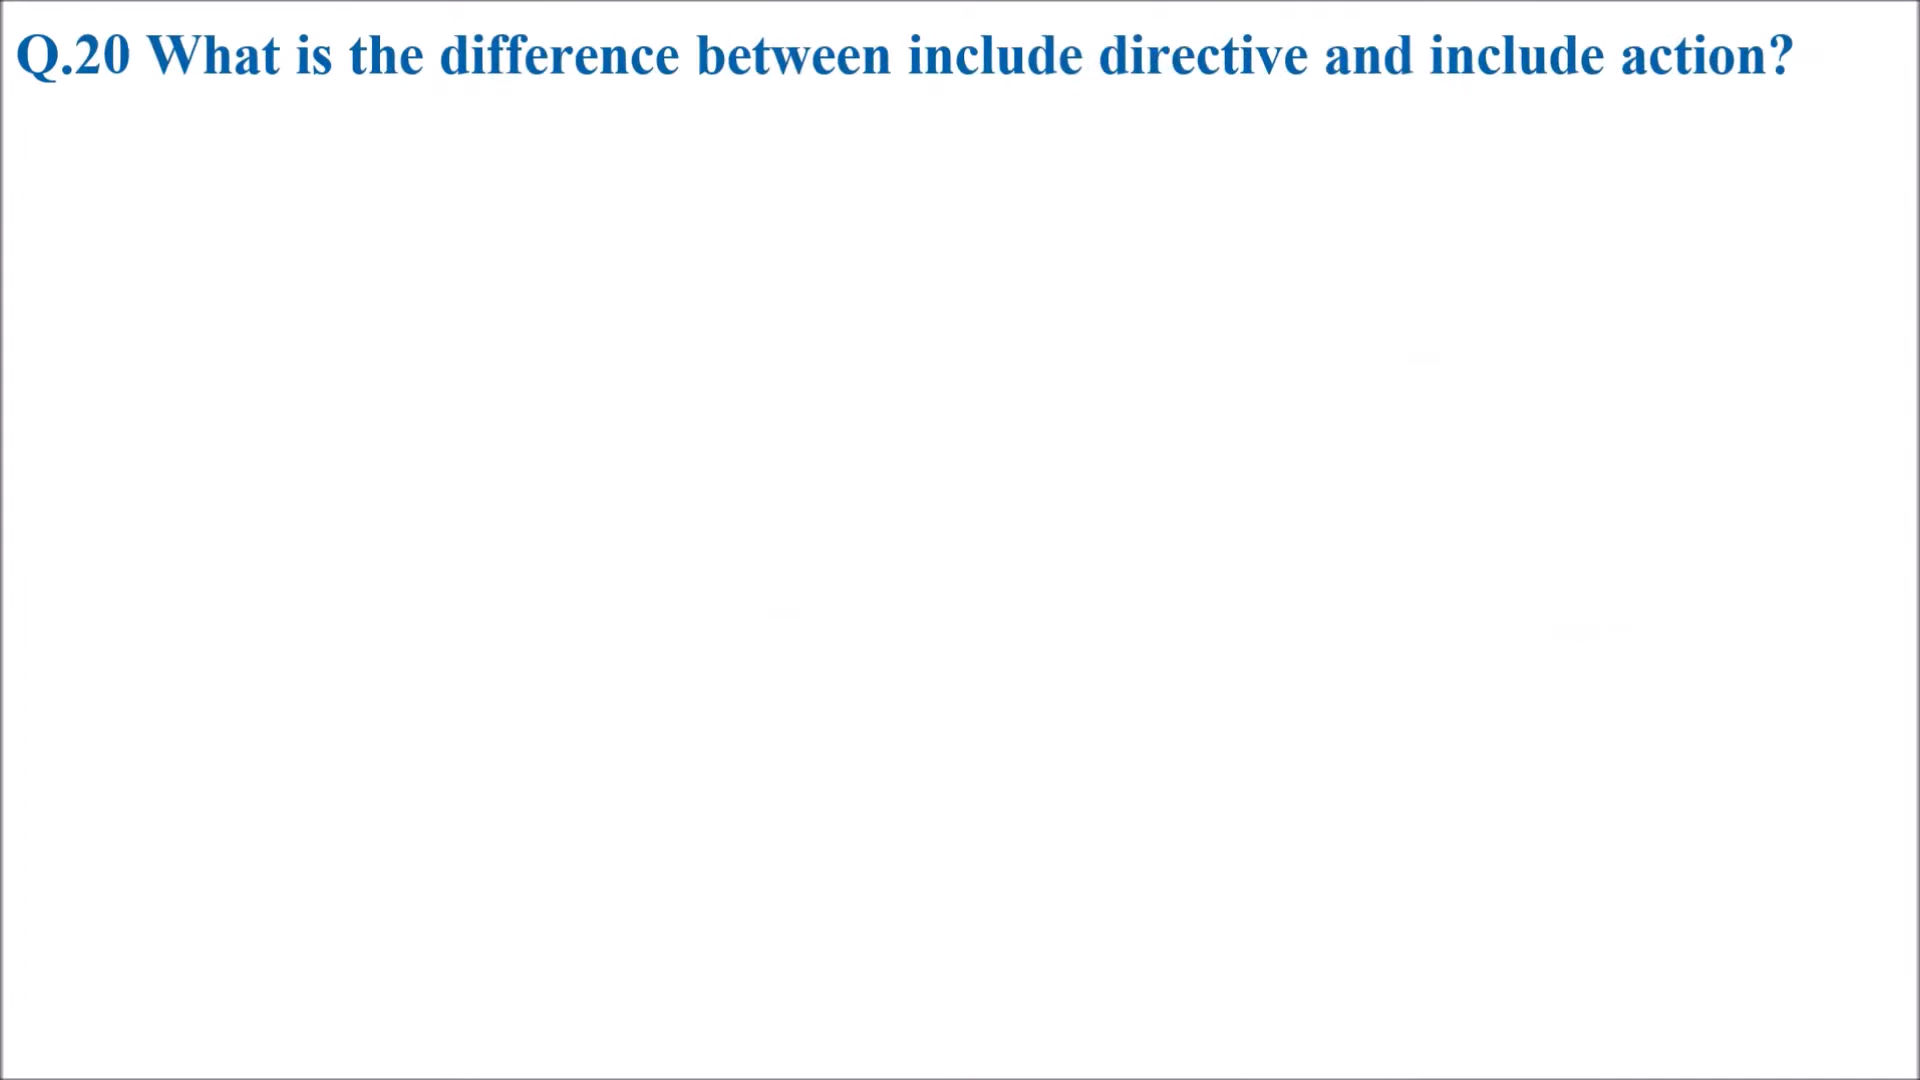 Q.20 What is the difference between include directive and include action?